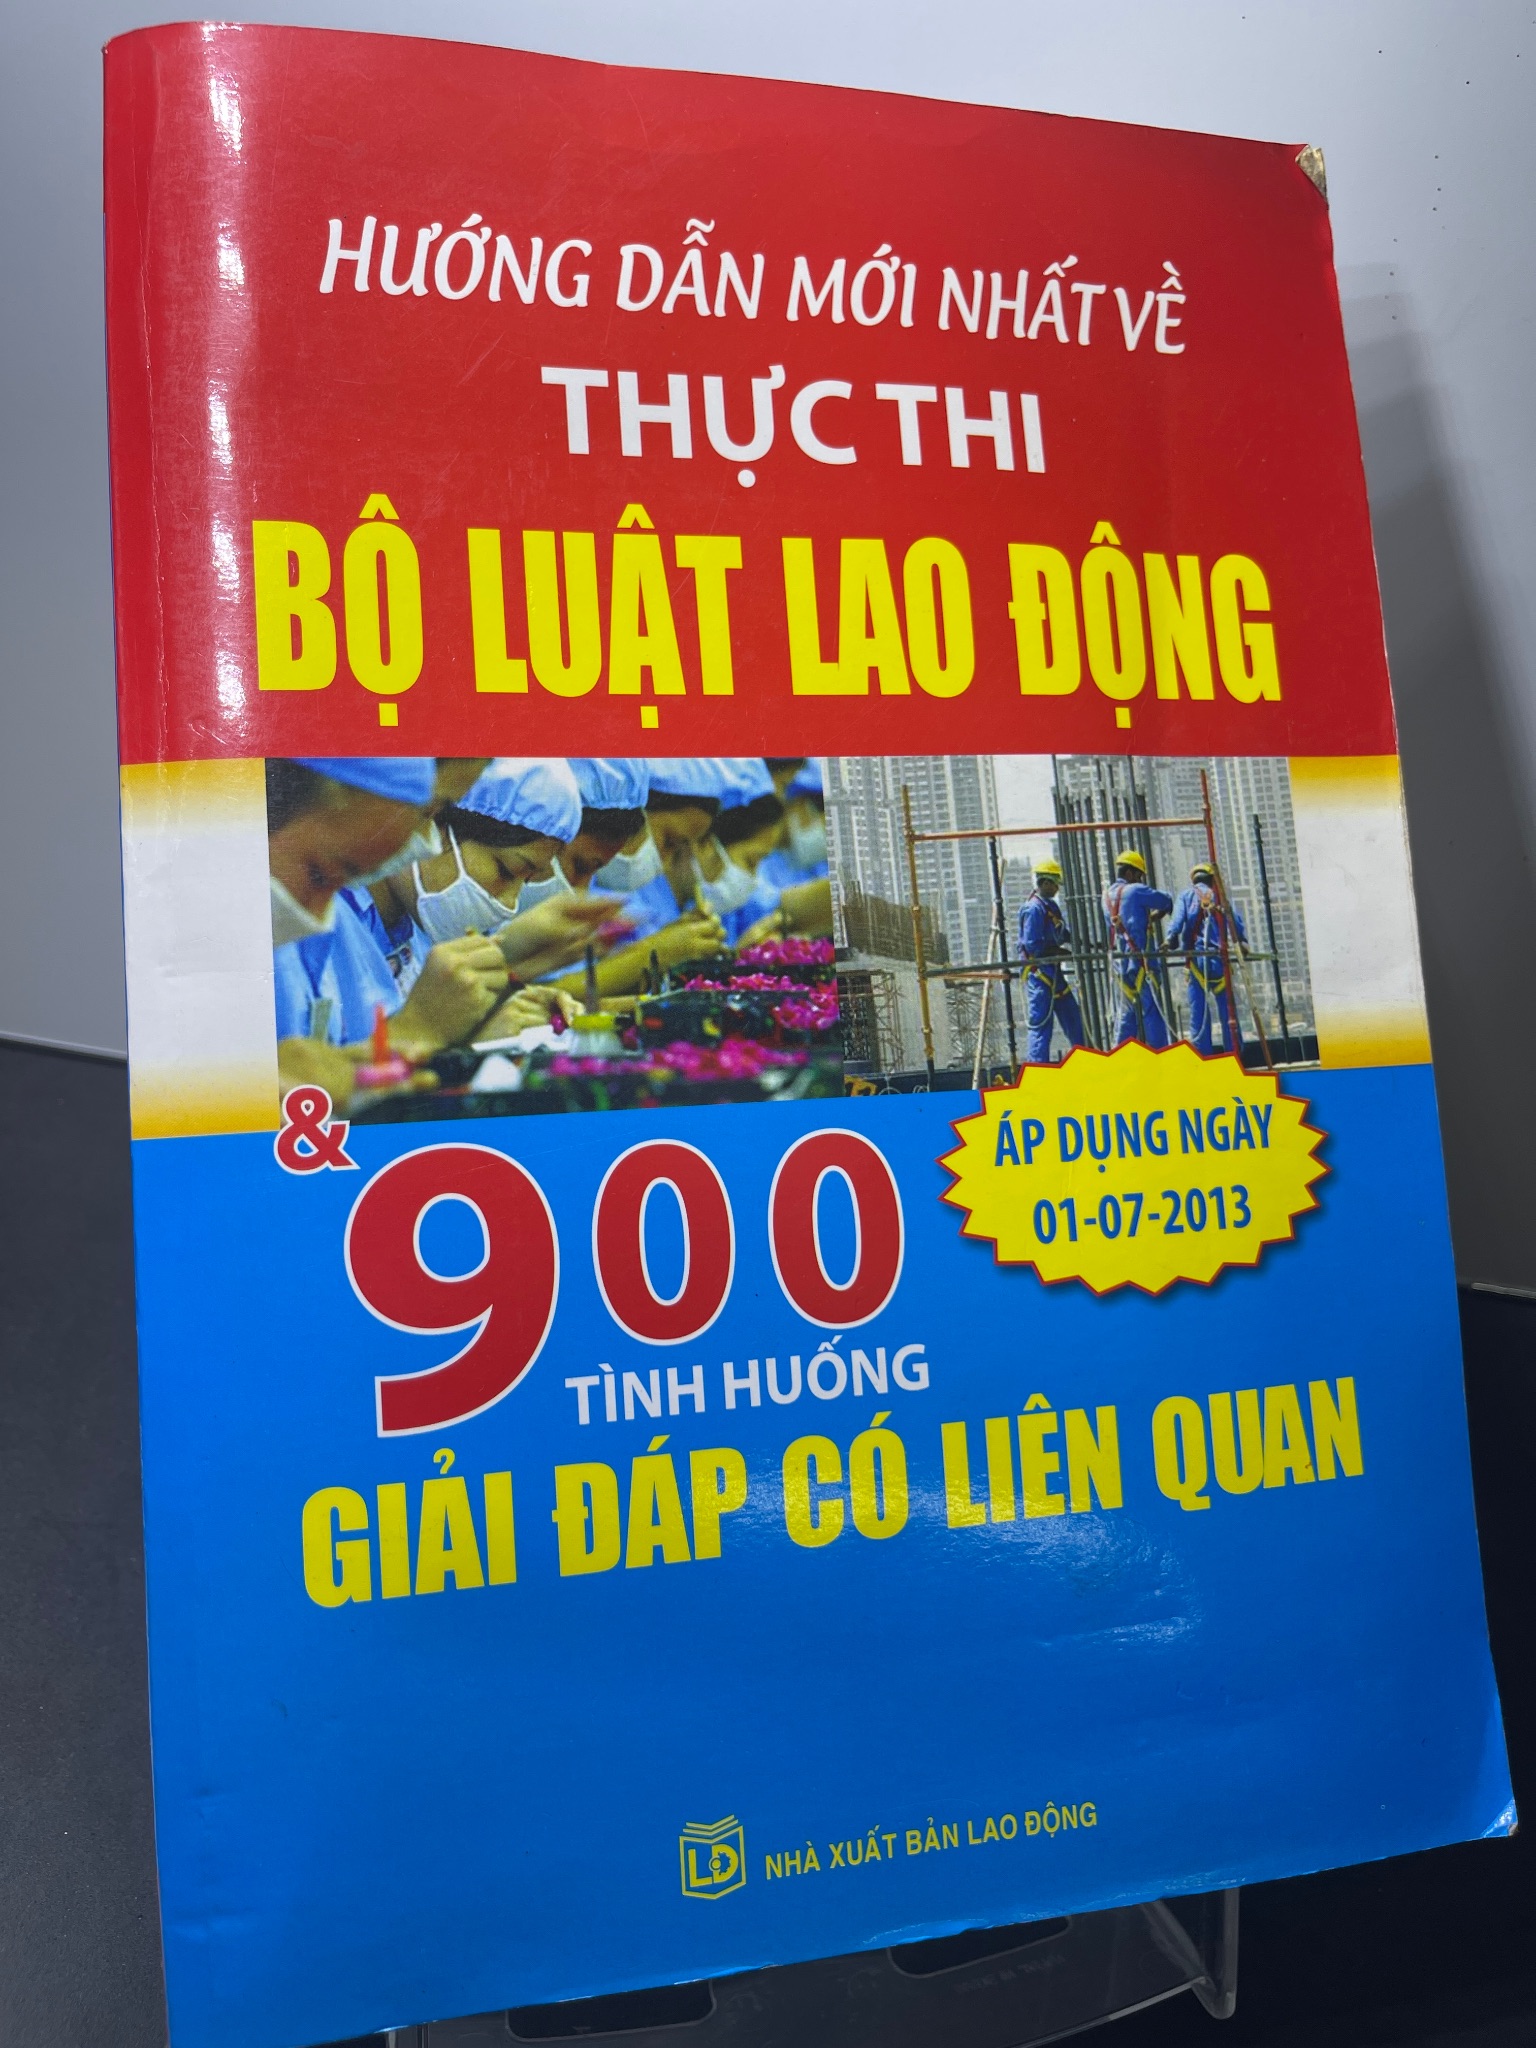 HƯỚNG DẪN MỚI NHẤT VỀ
THỰC THI
BỘ LUẬT LAO ĐỘNG
& 900
ÁP DỤNG NGÀY
01-07-2013
TÌNH HUỐNG
GIẢI ĐÁP CÓ LIÊN QUAN
LĐ NHÀ XUẤT BẢN LAO ĐỘNG